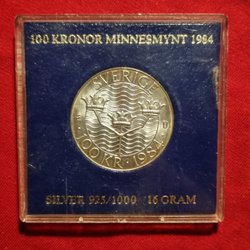 100 KRONOR MINNESMYNT 1984
SVERIGE
100 KR · 1984
SILVER 925/1000 16 GRAM